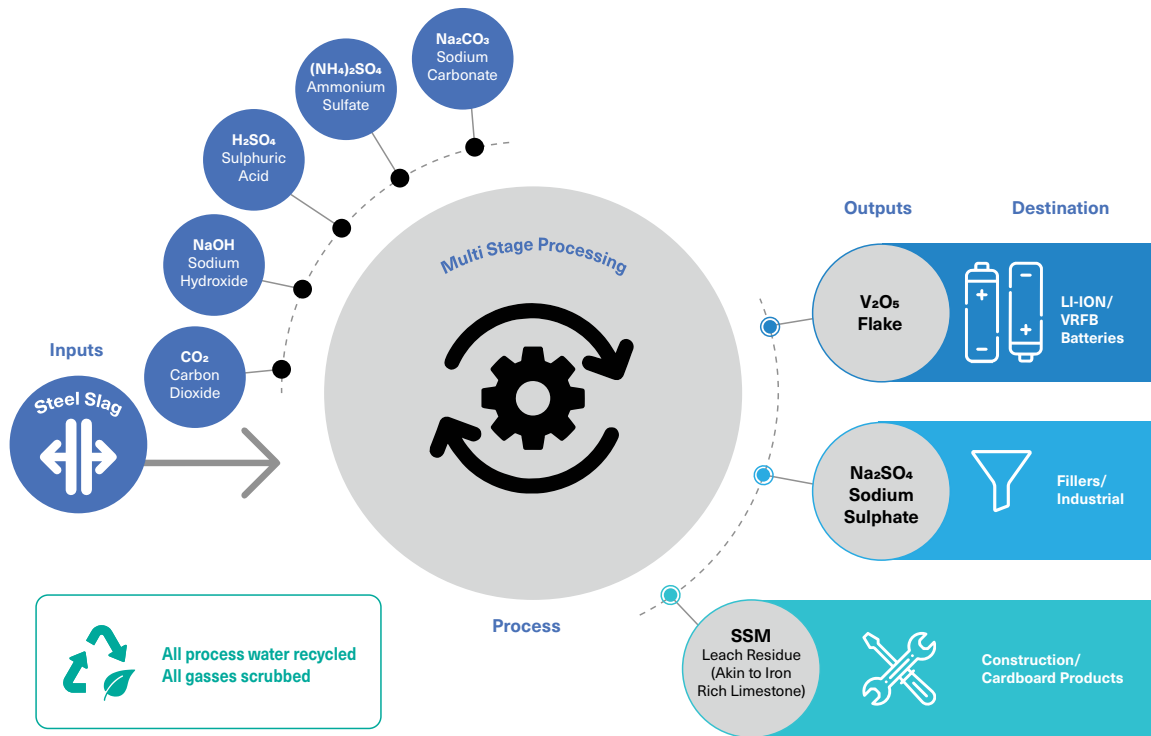 Inputs
Steel Slag
CO₂
Carbon
Dioxide
NaOH
Sodium
Hydroxide
H₂SO₄
Sulphuric
Acid
(NH₄)₂SO₄
Ammonium
Sulfate
Na₂CO₃
Sodium
Carbonate
Multi Stage Processing
Process
Outputs
Destination
V₂O₅
Flake
LI-ION/
VRFB
Batteries
Na₂SO₄
Sodium
Sulphate
Fillers/
Industrial
SSM
Leach Residue
(Akin to Iron
Rich Limestone)
Construction/
Cardboard Products
All process water recycled
All gasses scrubbed